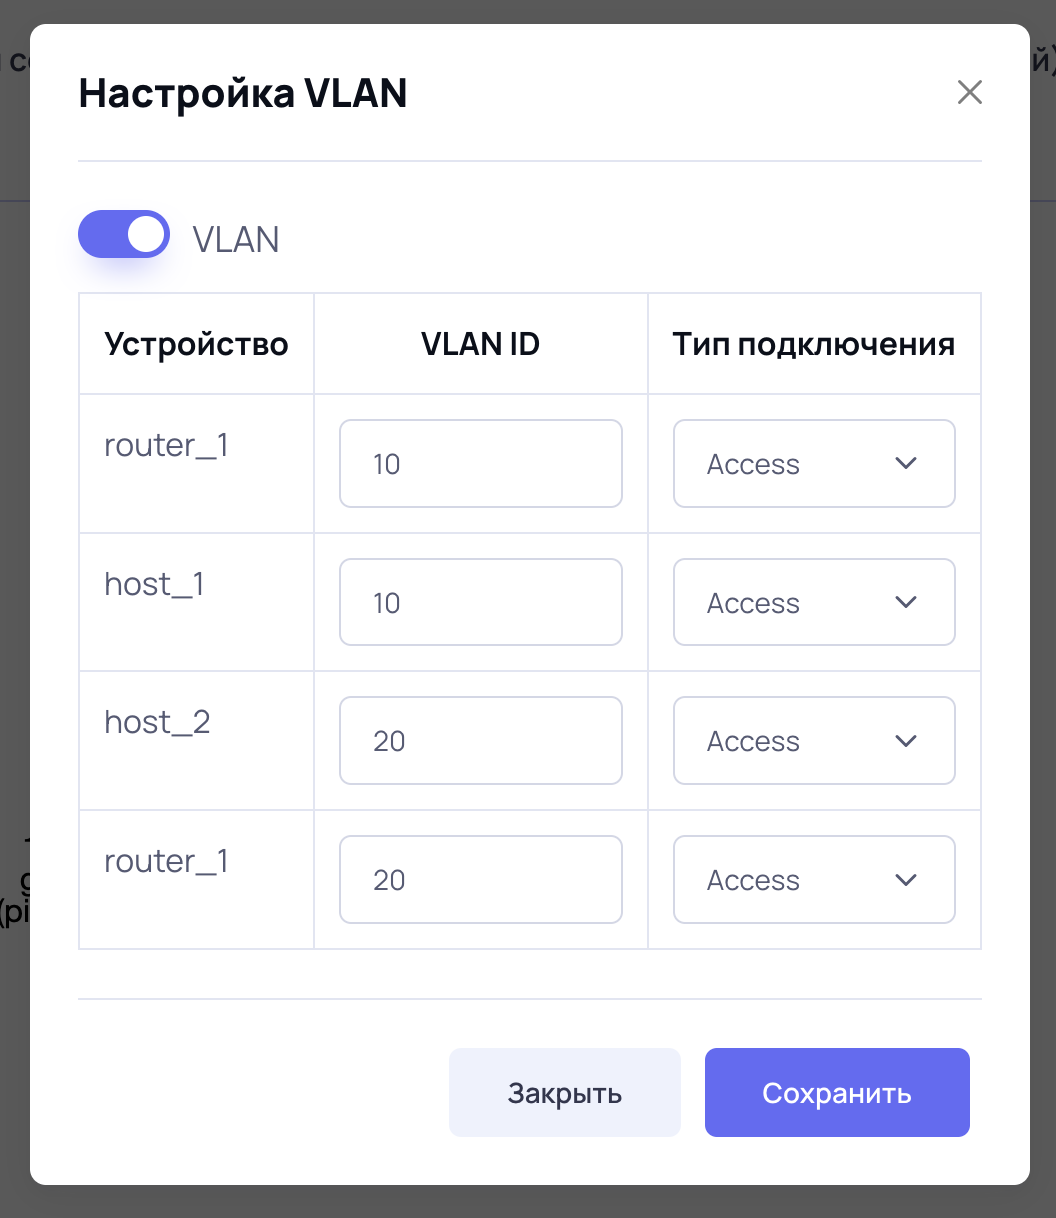 Настройка VLAN
VLAN
Устройство VLAN ID Тип подключения
router_1 10 Access
host_1 10 Access
host_2 20 Access
router_1 20 Access
(pi
Закрыть Сохранить